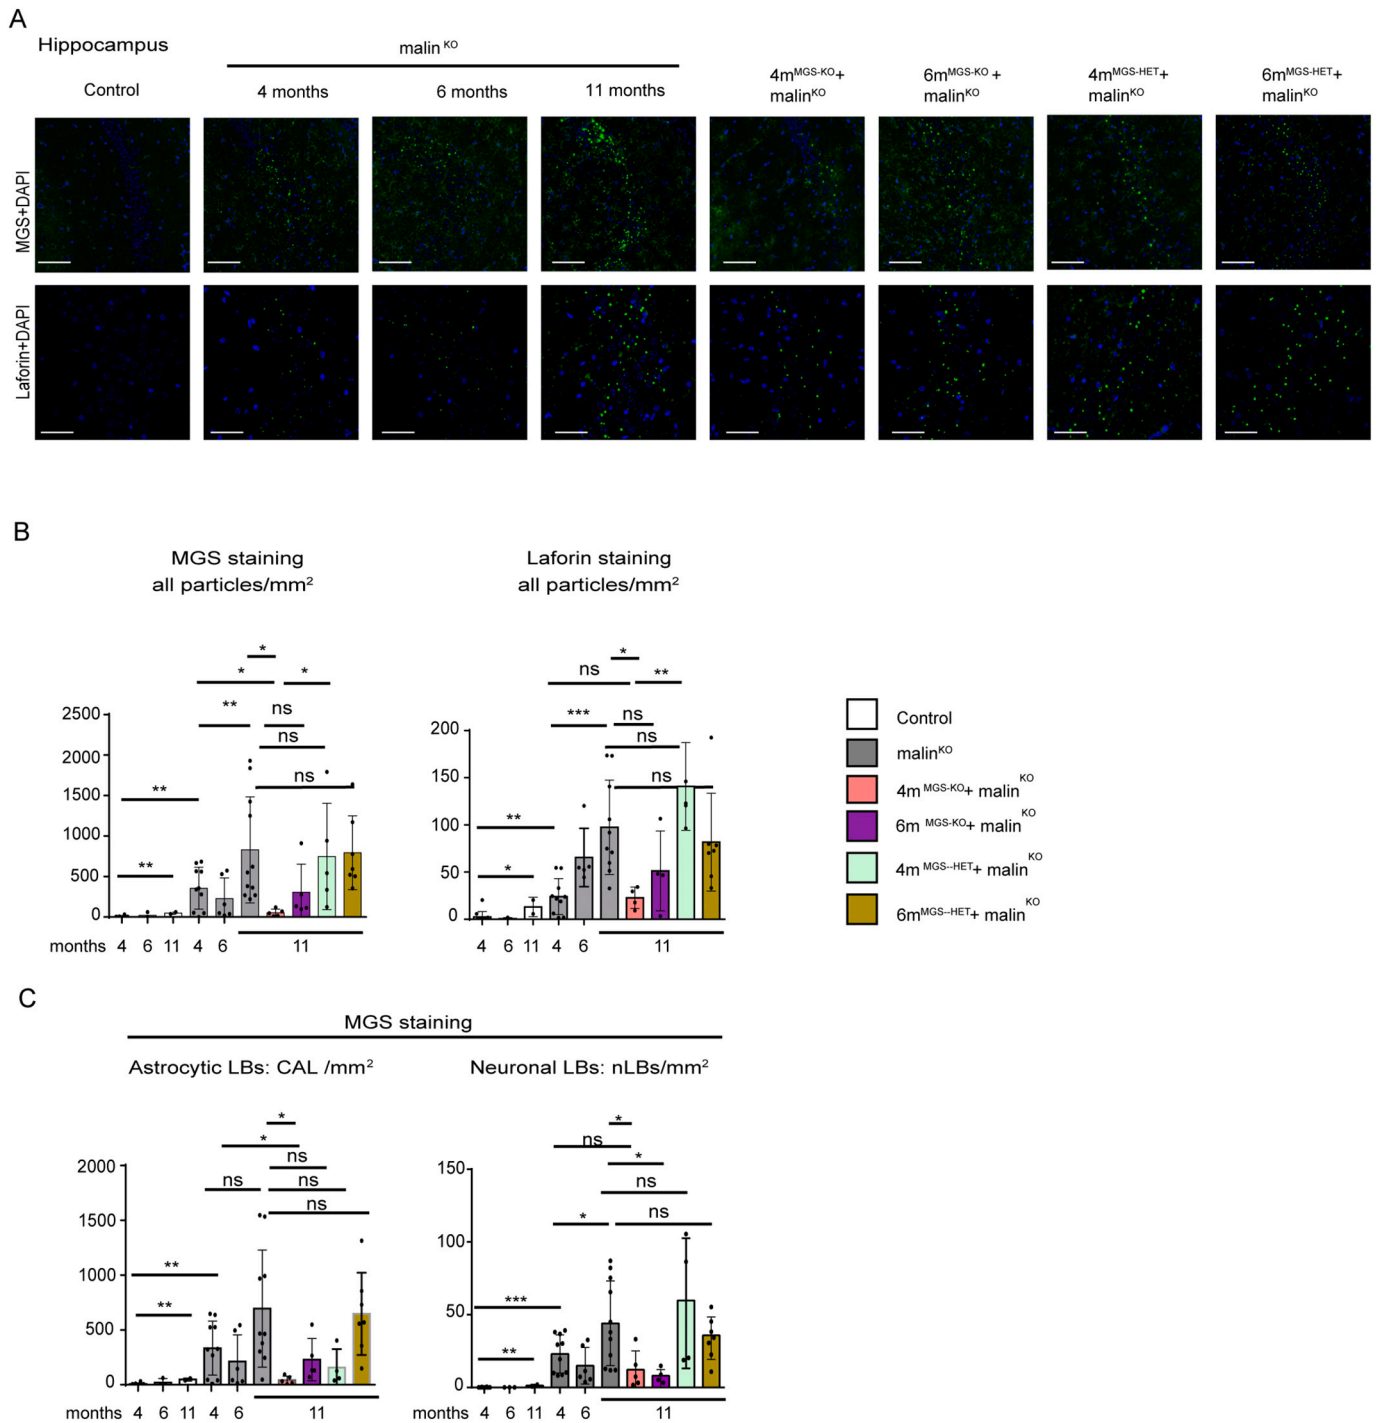 A
Hippocampus
malin KO
Control
4 months
6 months
11 months
4mMGS-KO+
malinKO
6mMGS-KO +
malinKO
4mMGS-HET+
malinKO
6mMGS-HET+
malinKO
MGS+DAPI
Laforin+DAPI
B
MGS staining
all particles/mm2
*
*
*
**
ns
ns
ns
**
**
2500
2000
1500
1000
500
0
months 4 6 11 4 6 11
Laforin staining
all particles/mm2
*
ns
**
***
ns
ns
ns
**
*
200
150
100
50
0
4 6 11 4 6 11
Control
malinKO
4m MGS-KO+ malin KO
6m MGS-KO+ malin KO
4m MGS--HET+ malin KO
6mMGS--HET+ malin KO
C
MGS staining
Astrocytic LBs: CAL /mm2
*
*
ns
ns
ns
ns
**
**
2000
1500
1000
500
0
months 4 6 11 4 6 11
Neuronal LBs: nLBs/mm2
*
ns
*
ns
*
ns
***
**
150
100
50
0
months 4 6 11 4 6 11